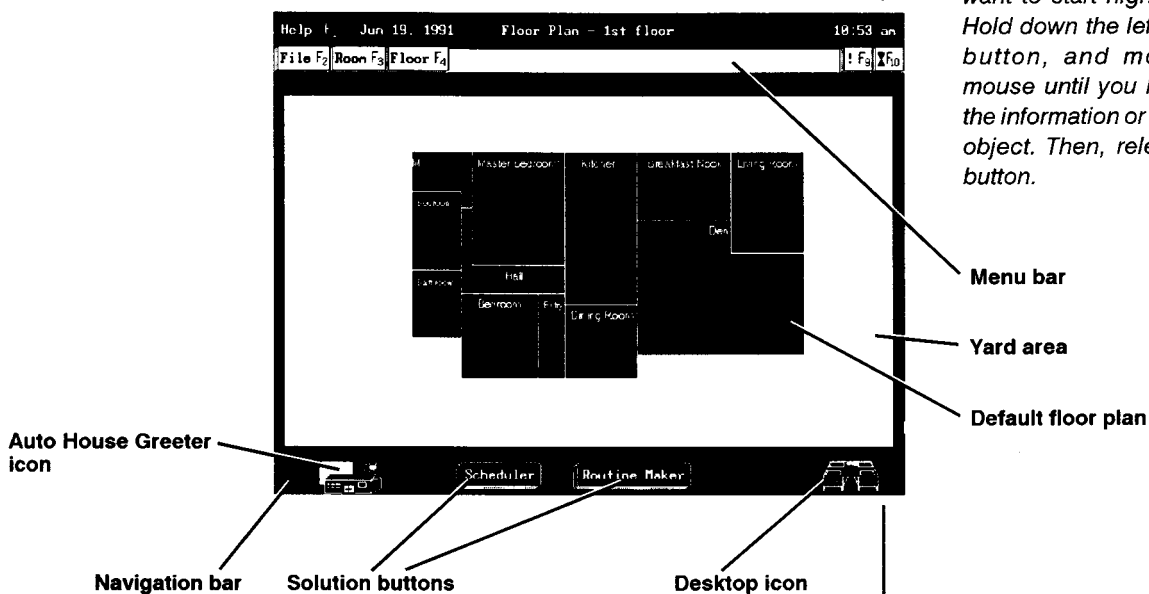 want to start high
Hold down the left
button, and mo
mouse until you
the information or
object. Then, rele
button.
Help F Jun 19, 1991 Floor Plan - 1st floor 10:53 am
File F2 Room F3 Floor F4 ! F9 F10
Master Bedroom Kitchen Breakfast Nook Living Room
Den
Hall
Bathroom
Bedroom Entry Dining Room
Menu bar
Yard area
Default floor plan
Auto House Greeter
icon
Scheduler Routine Maker
Navigation bar Solution buttons Desktop icon